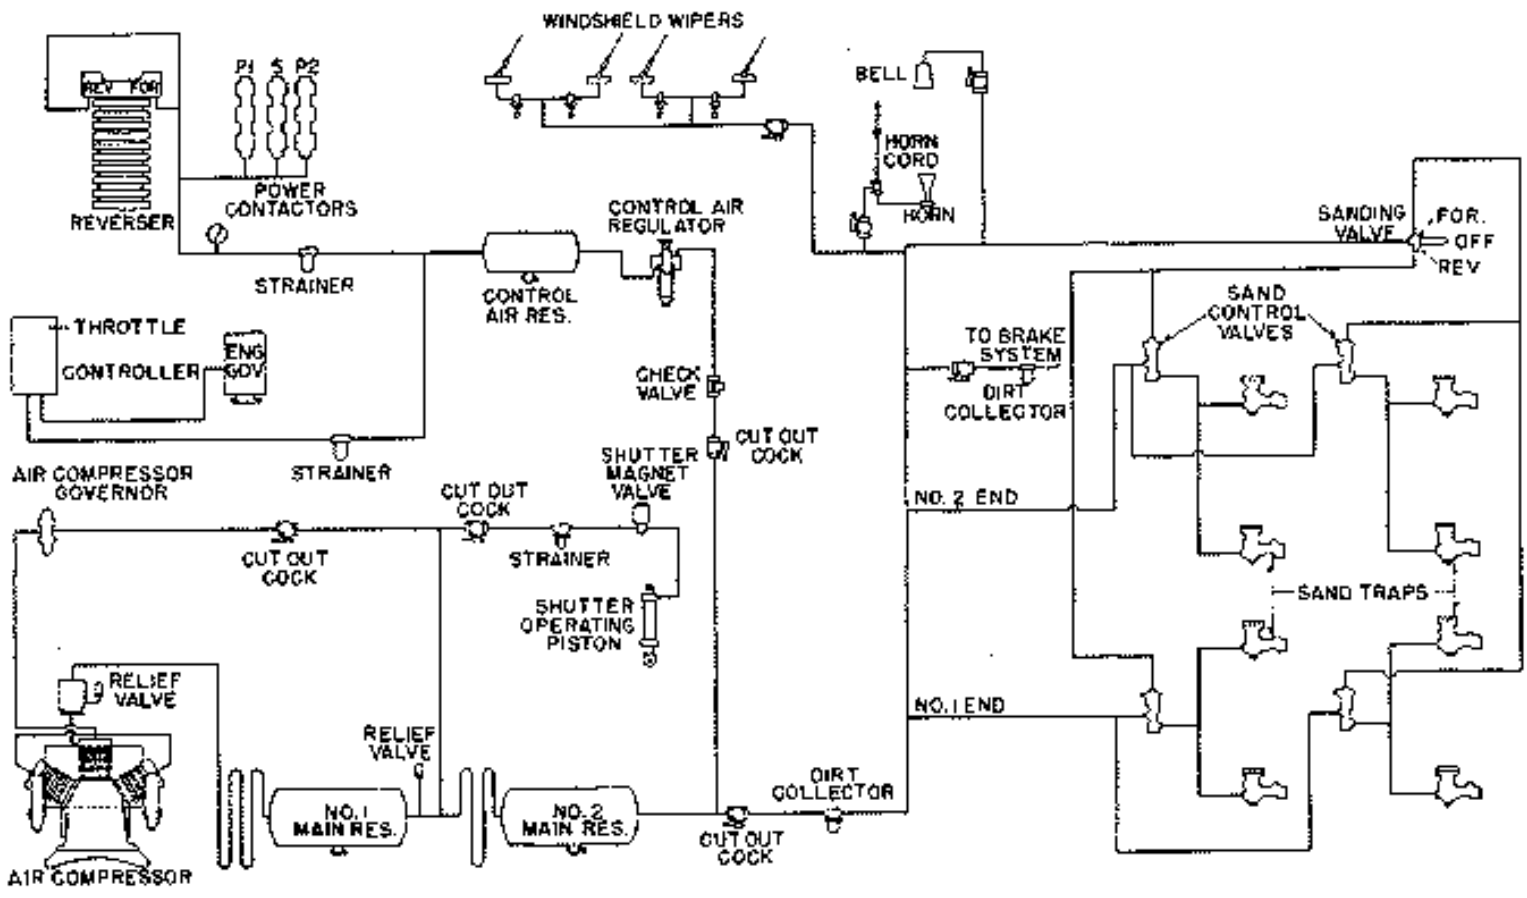 WINDSHIELD WIPERS
P1 S P2
REV FOR
POWER
CONTACTORS
REVERSER
BELL
HORN
CORD
HORN
CONTROL AIR
REGULATOR
STRAINER
CONTROL
AIR RES.
SANDING
VALVE
FOR.
OFF
REV
SAND
CONTROL
VALVES
THROTTLE
CONTROLLER
ENG
GOV
TO BRAKE
SYSTEM
DIRT
COLLECTOR
CHECK
VALVE
CUT OUT
COCK
STRAINER
SHUTTER
MAGNET
VALVE
AIR COMPRESSOR
GOVERNOR
CUT OUT
COCK
CUT OUT
COCK
STRAINER
NO. 2 END
SHUTTER
OPERATING
PISTON
SAND TRAPS
RELIEF
VALVE
RELIEF
VALVE
NO. 1 END
NO. 1
MAIN RES.
NO. 2
MAIN RES.
DIRT
COLLECTOR
CUT OUT
COCK
AIR COMPRESSOR